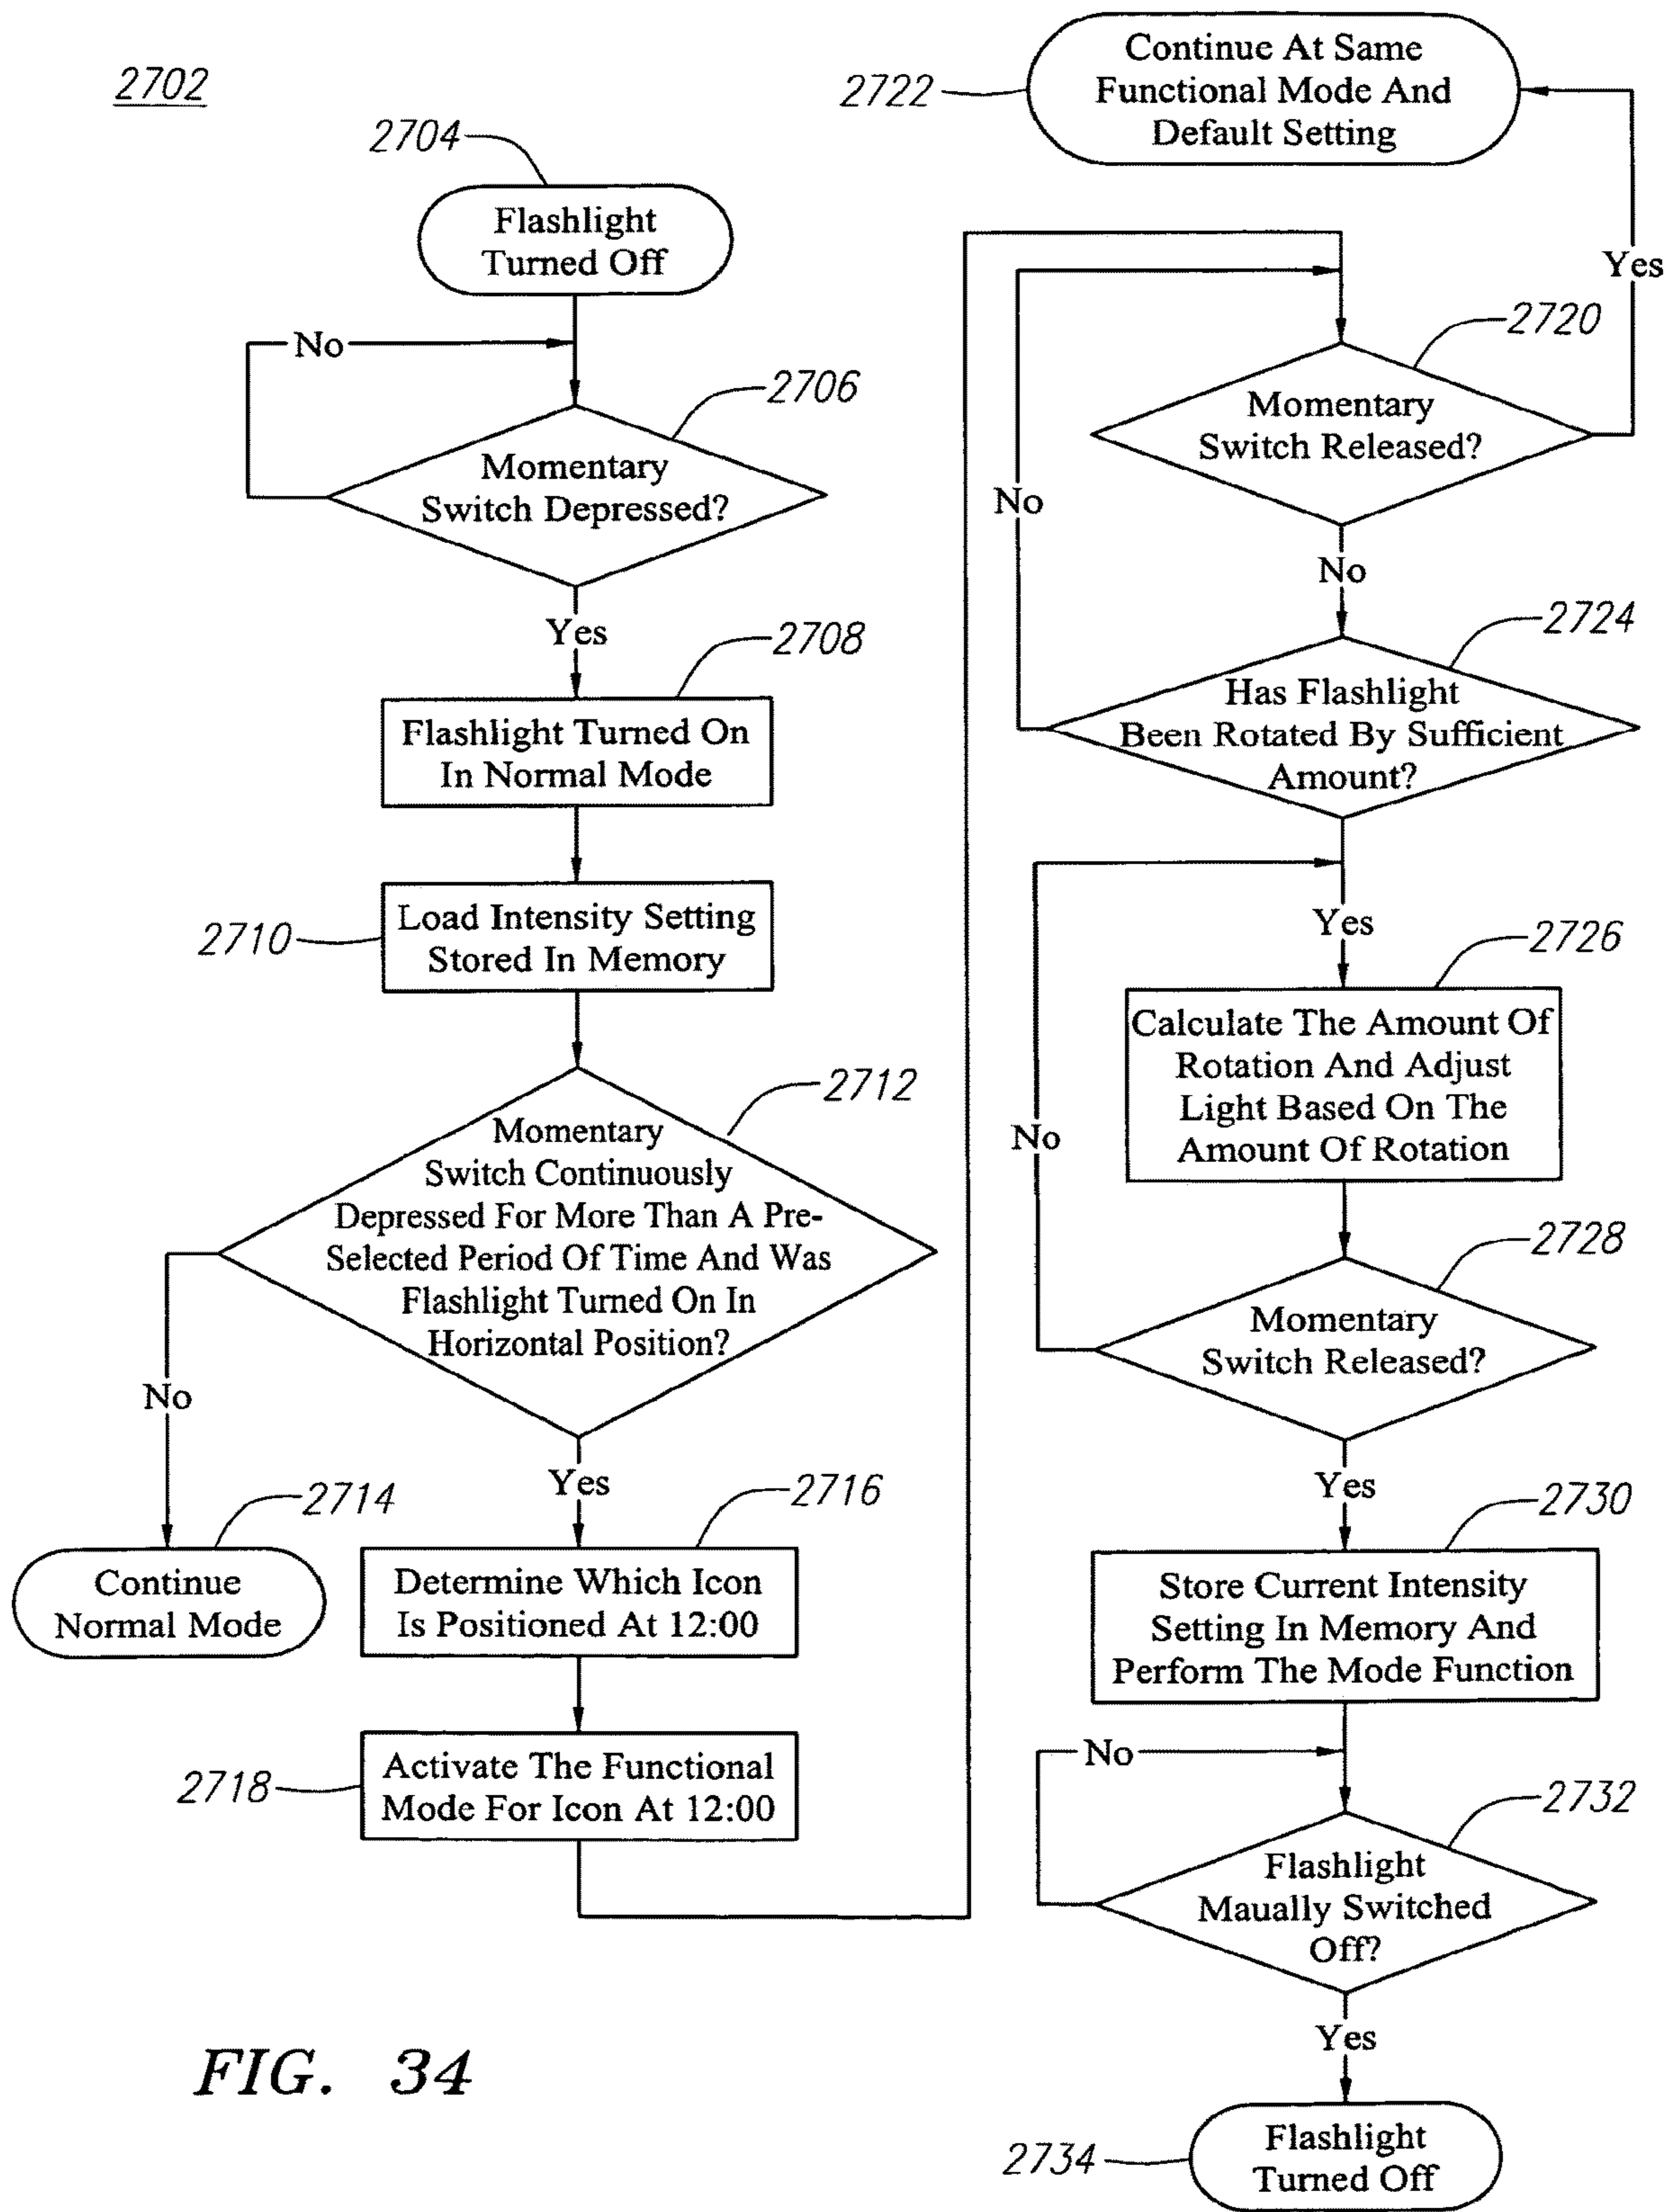 2702
2704
Flashlight
Turned Off
No
2706
Momentary
Switch Depressed?
Yes
2708
Flashlight Turned On
In Normal Mode
2710
Load Intensity Setting
Stored In Memory
2712
Momentary
Switch Continuously
Depressed For More Than A Pre-
Selected Period Of Time And Was
Flashlight Turned On In
Horizontal Position?
No
2714
Continue
Normal Mode
Yes
2716
Determine Which Icon
Is Positioned At 12:00
2718
Activate The Functional
Mode For Icon At 12:00
2722
Continue At Same
Functional Mode And
Default Setting
Yes
2720
Momentary
Switch Released?
No
No
2724
Has Flashlight
Been Rotated By Sufficient
Amount?
Yes
2726
Calculate The Amount Of
Rotation And Adjust
Light Based On The
Amount Of Rotation
No
2728
Momentary
Switch Released?
Yes
2730
Store Current Intensity
Setting In Memory And
Perform The Mode Function
No
2732
Flashlight
Maually Switched
Off?
Yes
2734
Flashlight
Turned Off
FIG. 34